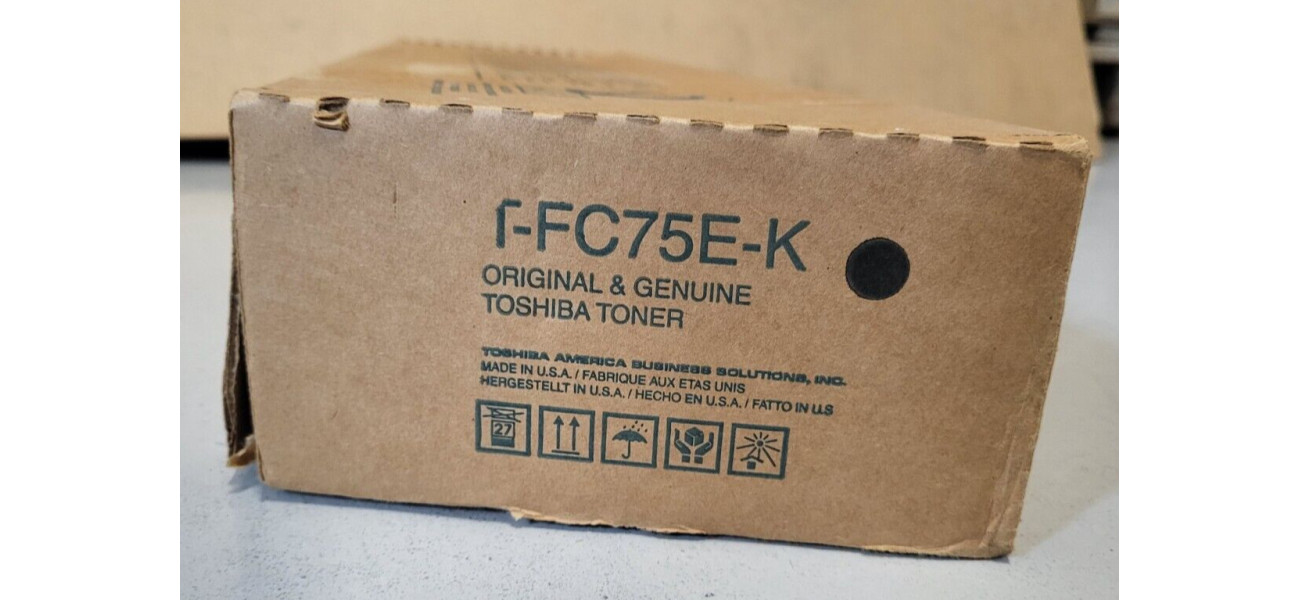 T-FC75E-K
ORIGINAL & GENUINE
TOSHIBA TONER
TOSHIBA AMERICA BUSINESS SOLUTIONS, INC.
MADE IN U.S.A. / FABRIQUE AUX ETAS UNIS
HERGESTELLT IN U.S.A. / HECHO EN U.S.A. / FATTO IN U.S
27